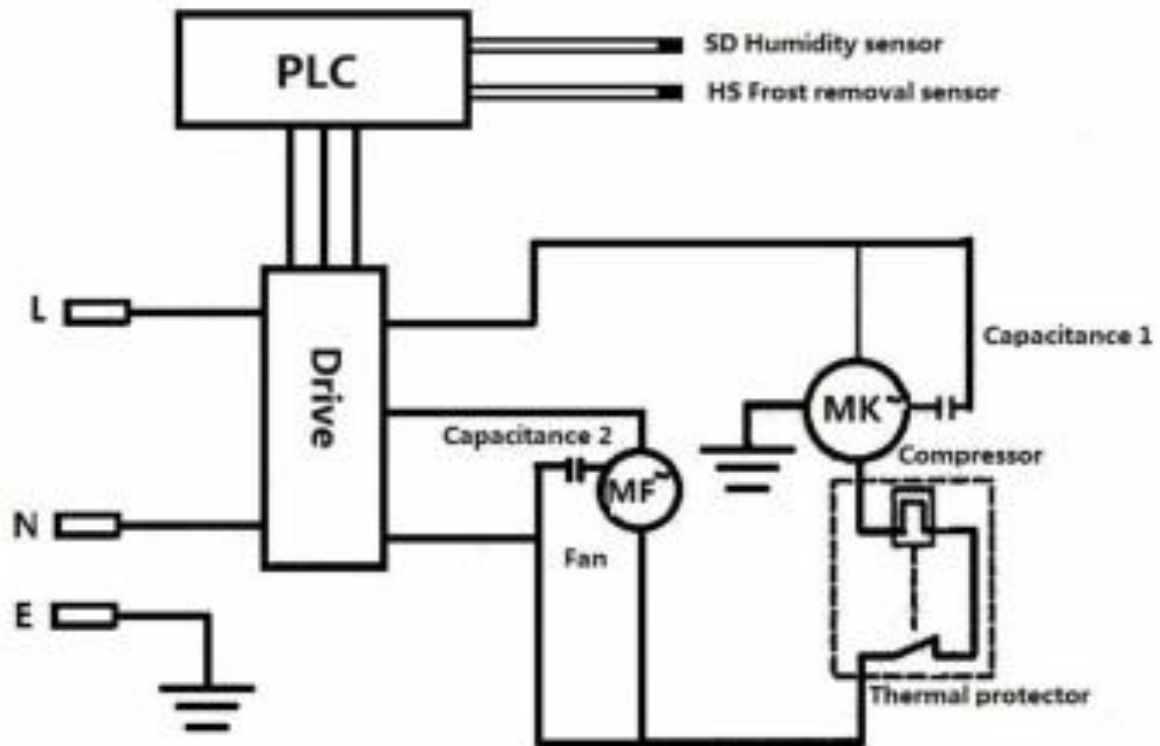 PLC
SD Humidity sensor
HS Frost removal sensor
L
Drive
Capacitance 1
MK~
Capacitance 2
Compressor
MF~
N
Fan
E
Thermal protector